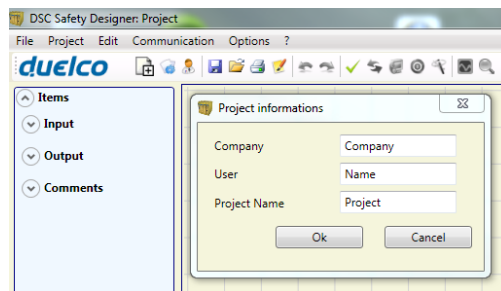 DSC Safety Designer: Project
File Project Edit Communication Options ?
duelco
Items
Input
Output
Comments
Project informations
Company Company
User Name
Project Name Project
Ok Cancel